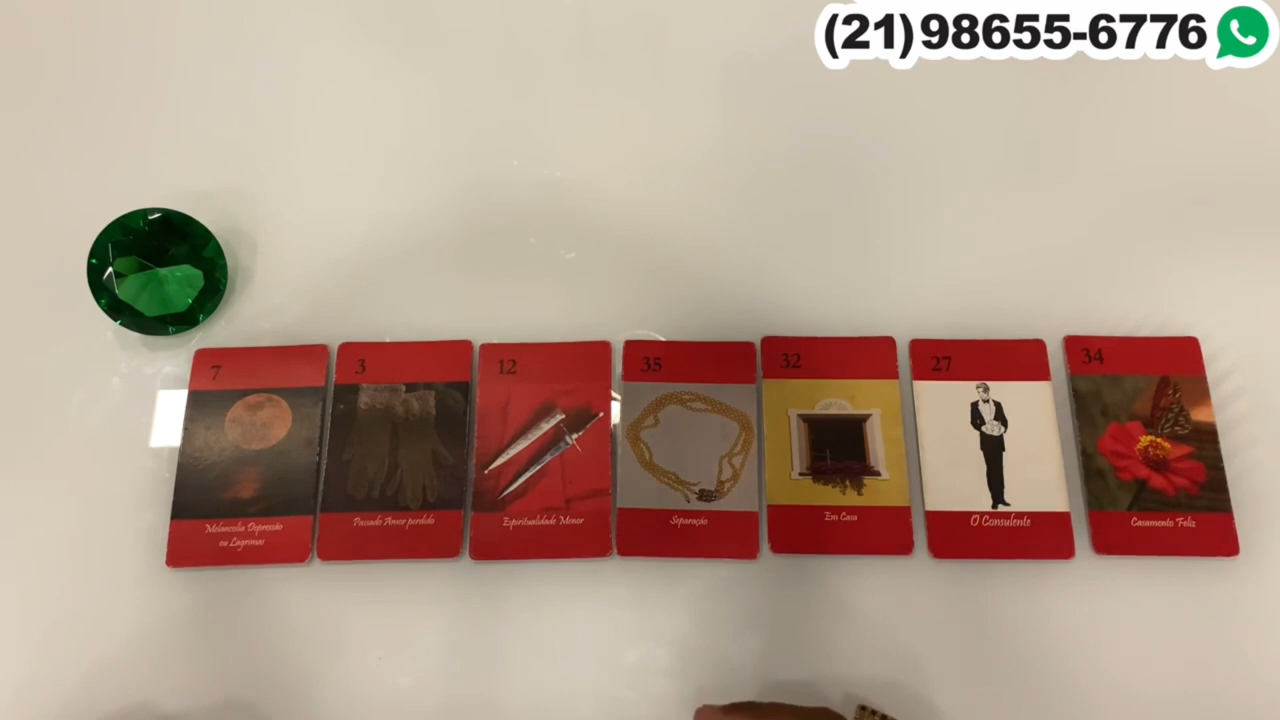 (21)98655-6776
7
Melancolia Depressão
ou Lagrimas
3
Passado Amor perdido
12
Espiritualidade Menor
35
Separação
32
Em Casa
27
O Consulente
34
Casamento Feliz